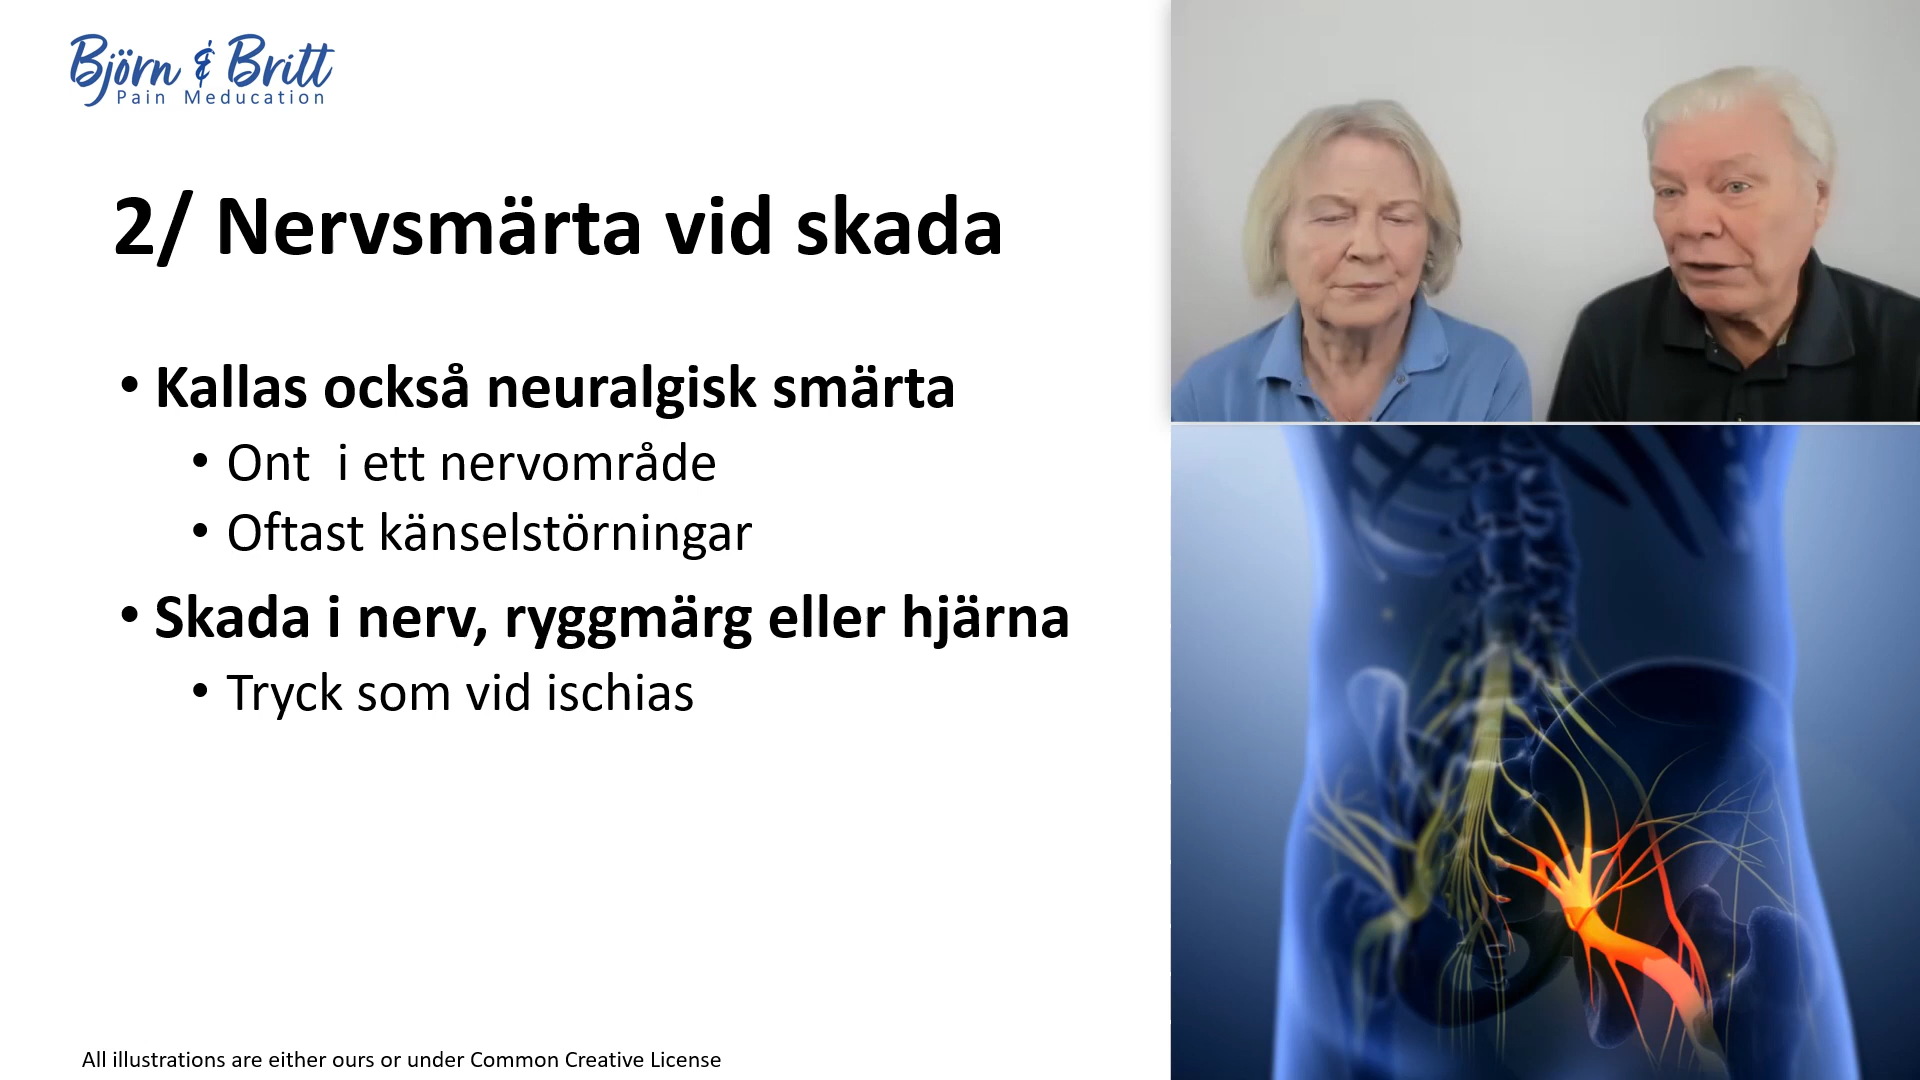 Björn & Britt
Pain Meducation
2/ Nervsmärta vid skada
• Kallas också neuralgisk smärta
• Ont i ett nervområde
• Oftast känselstörningar
• Skada i nerv, ryggmärg eller hjärna
• Tryck som vid ischias
All illustrations are either ours or under Common Creative License